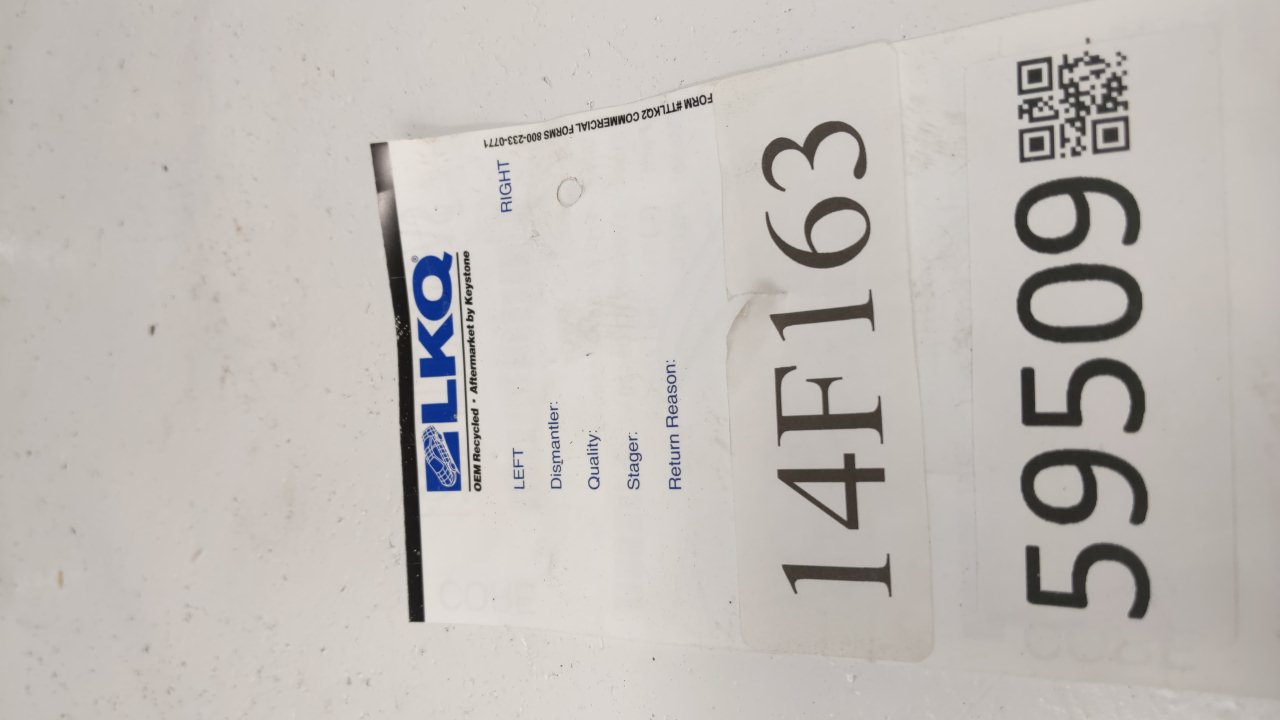 LKQ®
OEM Recycled · Aftermarket by Keystone
LEFT RIGHT
Dismantler:
Quality:
Stager:
Return Reason:
FORM #TTLKQ2 COMMERCIAL FORMS 800-233-0771
14F163
59509